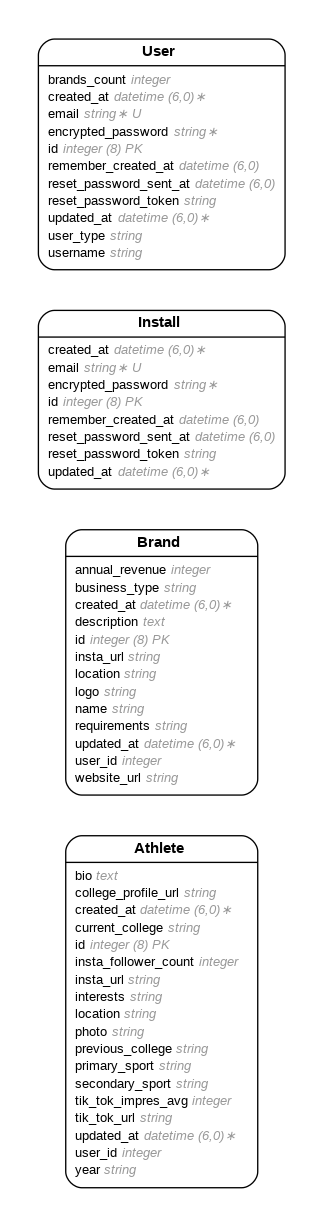 User
brands_count integer
created_at datetime (6,0) ∗
email string ∗ U
encrypted_password string ∗
id integer (8) PK
remember_created_at datetime (6,0)
reset_password_sent_at datetime (6,0)
reset_password_token string
updated_at datetime (6,0) ∗
user_type string
username string
Install
created_at datetime (6,0) ∗
email string ∗ U
encrypted_password string ∗
id integer (8) PK
remember_created_at datetime (6,0)
reset_password_sent_at datetime (6,0)
reset_password_token string
updated_at datetime (6,0) ∗
Brand
annual_revenue integer
business_type string
created_at datetime (6,0) ∗
description text
id integer (8) PK
insta_url string
location string
logo string
name string
requirements string
updated_at datetime (6,0) ∗
user_id integer
website_url string
Athlete
bio text
college_profile_url string
created_at datetime (6,0) ∗
current_college string
id integer (8) PK
insta_follower_count integer
insta_url string
interests string
location string
photo string
previous_college string
primary_sport string
secondary_sport string
tik_tok_impres_avg integer
tik_tok_url string
updated_at datetime (6,0) ∗
user_id integer
year string